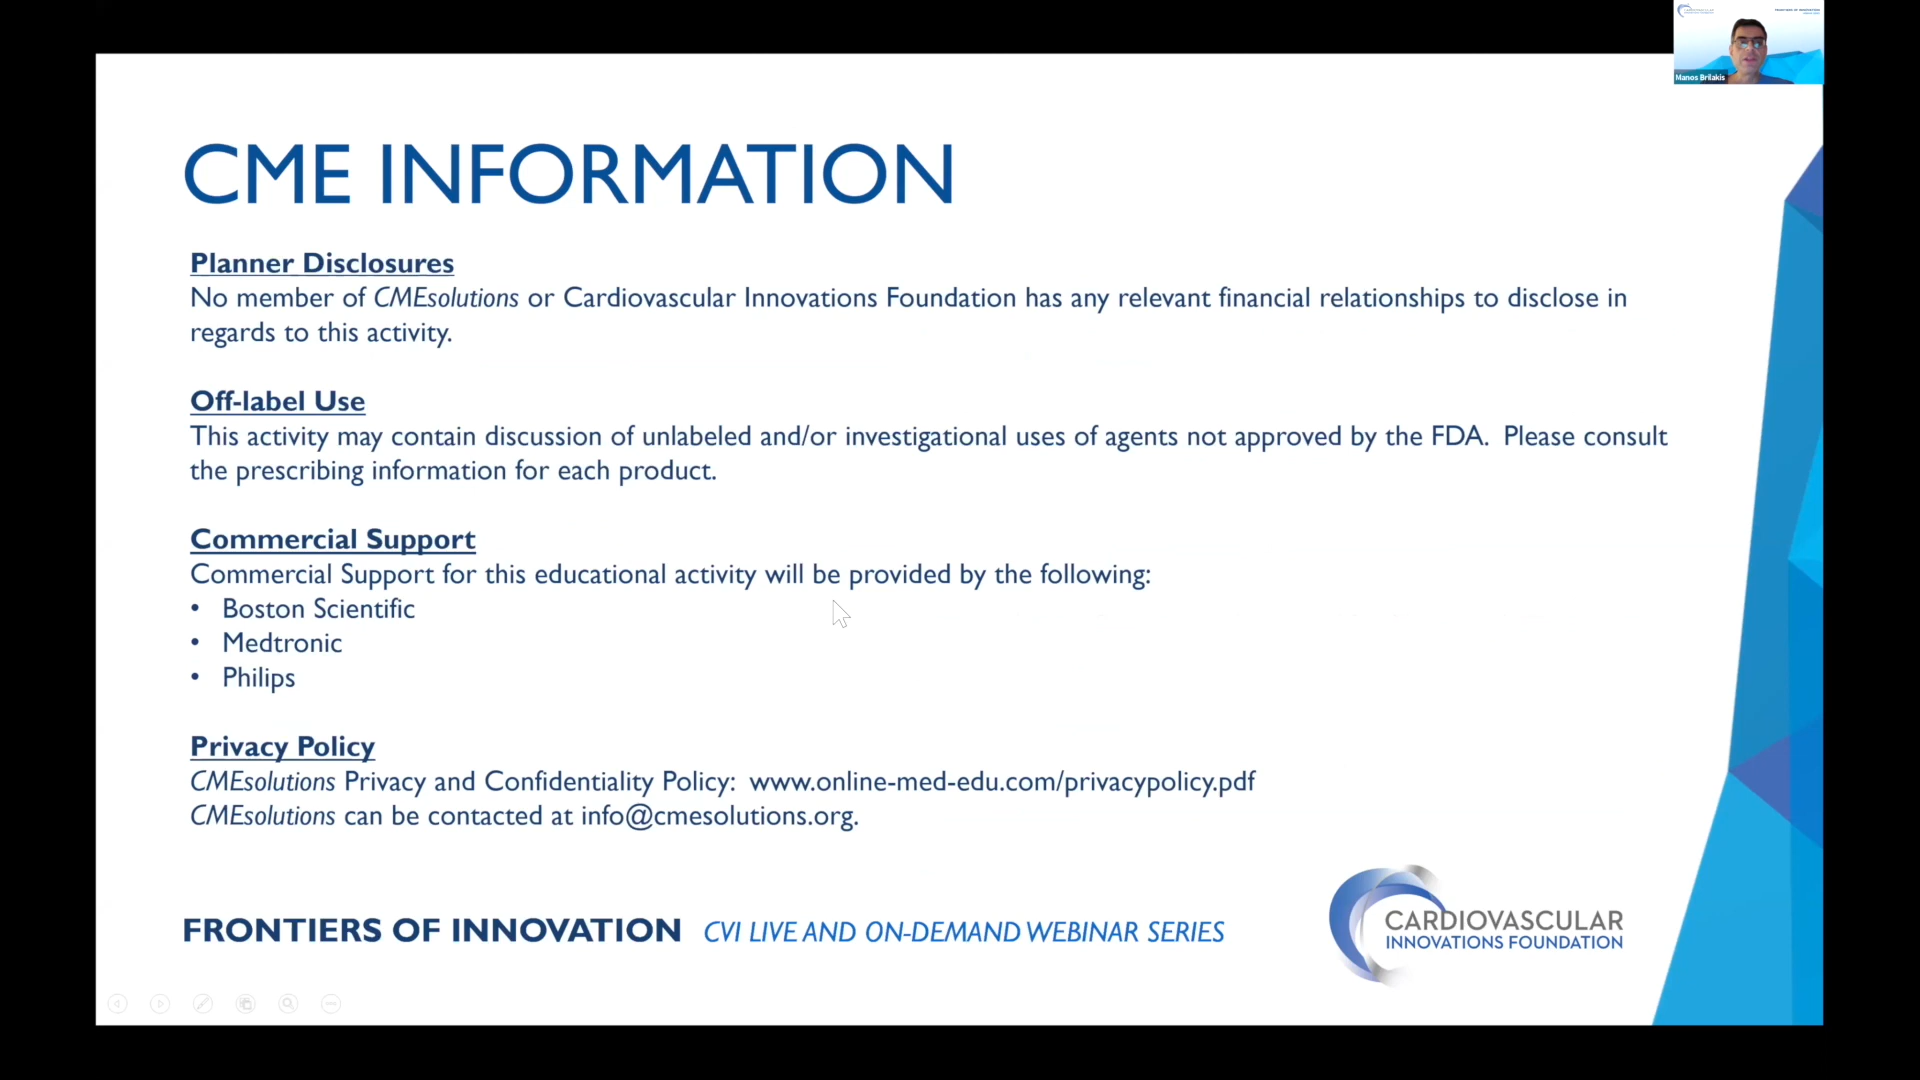 Manos Brilakis
CME INFORMATION
Planner Disclosures
No member of CMEsolutions or Cardiovascular Innovations Foundation has any relevant financial relationships to disclose in
regards to this activity.
Off-label Use
This activity may contain discussion of unlabeled and/or investigational uses of agents not approved by the FDA.  Please consult
the prescribing information for each product.
Commercial Support
Commercial Support for this educational activity will be provided by the following:
• Boston Scientific
• Medtronic
• Philips
Privacy Policy
CMEsolutions Privacy and Confidentiality Policy:  www.online-med-edu.com/privacypolicy.pdf
CMEsolutions can be contacted at info@cmesolutions.org.
FRONTIERS OF INNOVATION CVI LIVE AND ON-DEMAND WEBINAR SERIES
CARDIOVASCULAR
INNOVATIONS FOUNDATION